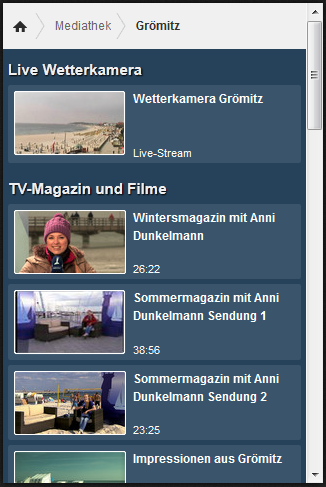 Mediathek Grömitz
Live Wetterkamera
Wetterkamera Grömitz
Live-Stream
TV-Magazin und Filme
Wintersmagazin mit Anni
Dunkelmann
26:22
Sommermagazin mit Anni
Dunkelmann Sendung 1
38:56
Sommermagazin mit Anni
Dunkelmann Sendung 2
23:25
Impressionen aus Grömitz